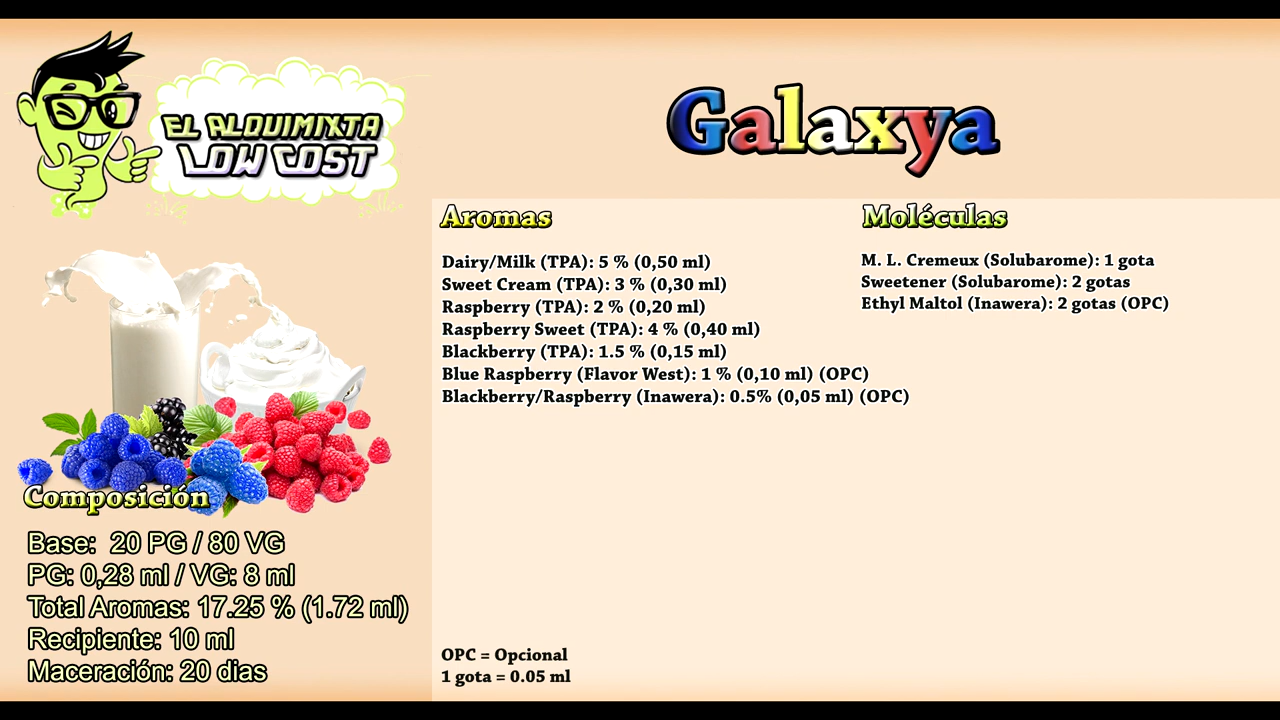 EL ALQUIMIXTA
LOW COST
Galaxya
Aromas
Dairy/Milk (TPA): 5 % (0,50 ml)
Sweet Cream (TPA): 3 % (0,30 ml)
Raspberry (TPA): 2 % (0,20 ml)
Raspberry Sweet (TPA): 4 % (0,40 ml)
Blackberry (TPA): 1.5 % (0,15 ml)
Blue Raspberry (Flavor West): 1 % (0,10 ml) (OPC)
Blackberry/Raspberry (Inawera): 0.5% (0,05 ml) (OPC)
Moléculas
M. L. Cremeux (Solubarome): 1 gota
Sweetener (Solubarome): 2 gotas
Ethyl Maltol (Inawera): 2 gotas (OPC)
Composición
Base:  20 PG / 80 VG
PG: 0,28 ml / VG: 8 ml
Total Aromas: 17.25 % (1.72 ml)
Recipiente: 10 ml
Maceración: 20 dias
OPC = Opcional
1 gota = 0.05 ml